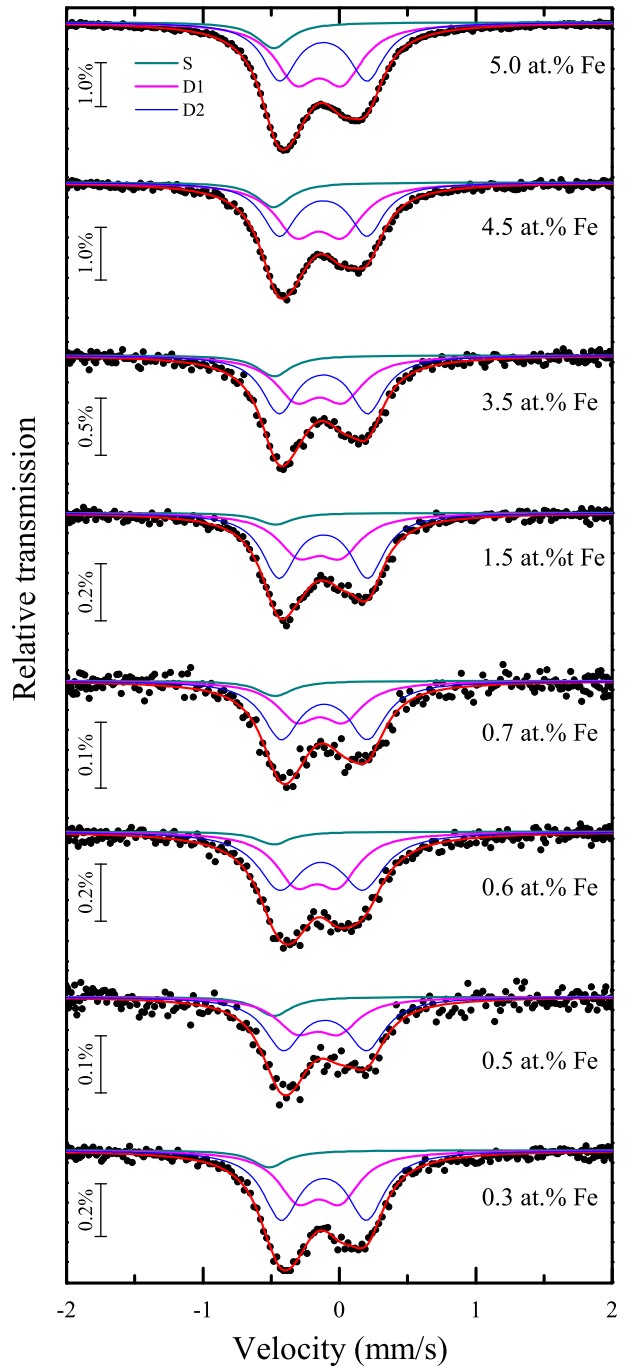 S
D1
D2
1.0%
5.0 at.% Fe
1.0%
4.5 at.% Fe
0.5%
3.5 at.% Fe
0.2%
1.5 at.%t Fe
0.1%
0.7 at.% Fe
0.2%
0.6 at.% Fe
0.1%
0.5 at.% Fe
0.2%
0.3 at.% Fe
Relative transmission
-2 -1 0 1 2
Velocity (mm/s)